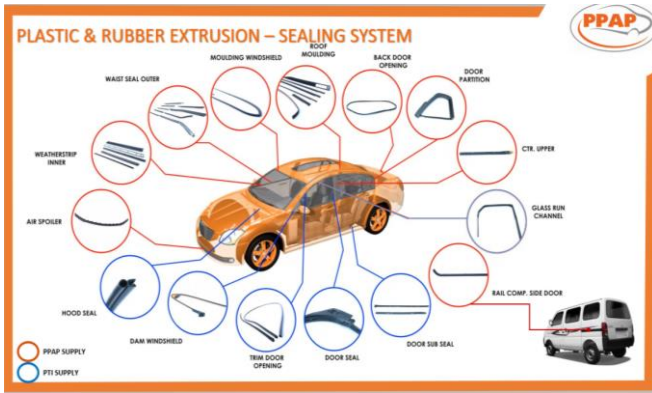 PLASTIC & RUBBER EXTRUSION – SEALING SYSTEM
PPAP
ROOF
MOULDING
MOULDING WINDSHIELD
BACK DOOR
OPENING
DOOR
PARTITION
WAIST SEAL OUTER
WEATHERSTRIP
INNER
CTR. UPPER
AIR SPOILER
GLASS RUN
CHANNEL
RAIL COMP. SIDE DOOR
HOOD SEAL
DAM WINDSHIELD
TRIM DOOR
OPENING
DOOR SEAL
DOOR SUB SEAL
PPAP SUPPLY
PTI SUPPLY